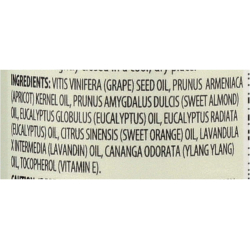 INGREDIENTS: VITIS VINIFERA (GRAPE) SEED OIL, PRUNUS ARMENIACA
(APRICOT) KERNEL OIL, PRUNUS AMYGDALUS DULCIS (SWEET ALMOND)
OIL, EUCALYPTUS GLOBULUS (EUCALYPTUS) OIL, EUCALYPTUS RADIATA
(EUCALYPTUS) OIL, CITRUS SINENSIS (SWEET ORANGE) OIL, LAVANDULA
X INTERMEDIA (LAVANDIN) OIL, CANANGA ODORATA (YLANG YLANG)
OIL, TOCOPHEROL (VITAMIN E).